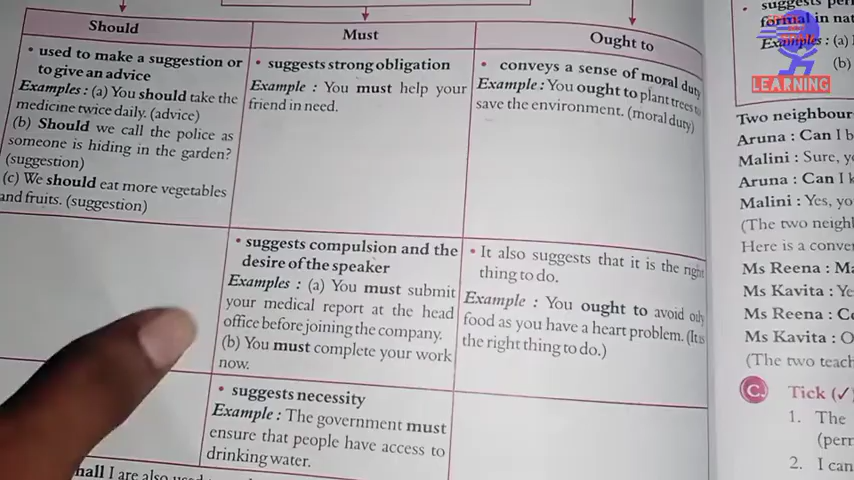 Should
• used to make a suggestion or
to give an advice
Examples : (a) You should take the
medicine twice daily. (advice)
(b) Should we call the police as
someone is hiding in the garden?
(suggestion)
(c) We should eat more vegetables
and fruits. (suggestion)
Must
• suggests strong obligation
Example : You must help your
friend in need.
• suggests compulsion and the
desire of the speaker
Examples : (a) You must submit
your medical report at the head
office before joining the company.
(b) You must complete your work
now.
• suggests necessity
Example : The government must
ensure that people have access to
drinking water.
Ought to
• conveys a sense of moral duty
Example : You ought to plant trees to
save the environment. (moral duty)
• It also suggests that it is the right
thing to do.
Example : You ought to avoid oily
food as you have a heart problem. (It is
the right thing to do.)
hall I are also used
• suggests
formal in nat
Examples : (a)
(b)
LEARNING
Two neighbour
Aruna : Can I b
Malini : Sure, y
Aruna : Can I
Malini : Yes, yo
(The two neigh
Here is a conver
Ms Reena : Ma
Ms Kavita : Ye
Ms Reena : C
Ms Kavita : O
(The two teach
C. Tick (✓
1. The
(perr
2. I can